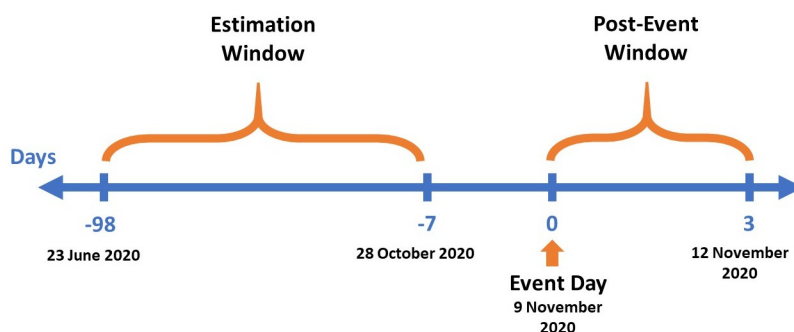 Estimation
Window
Post-Event
Window
Days
-98
-7
0
3
23 June 2020
28 October 2020
12 November
2020
Event Day
9 November
2020